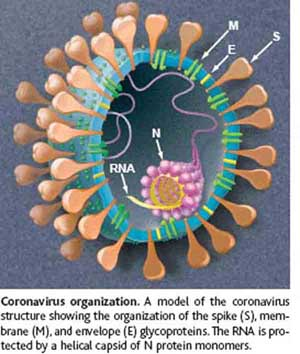 M
E
S
N
RNA
Coronavirus organization. A model of the coronavirus
structure showing the organization of the spike (S), mem-
brane (M), and envelope (E) glycoproteins. The RNA is pro-
tected by a helical capsid of N protein monomers.